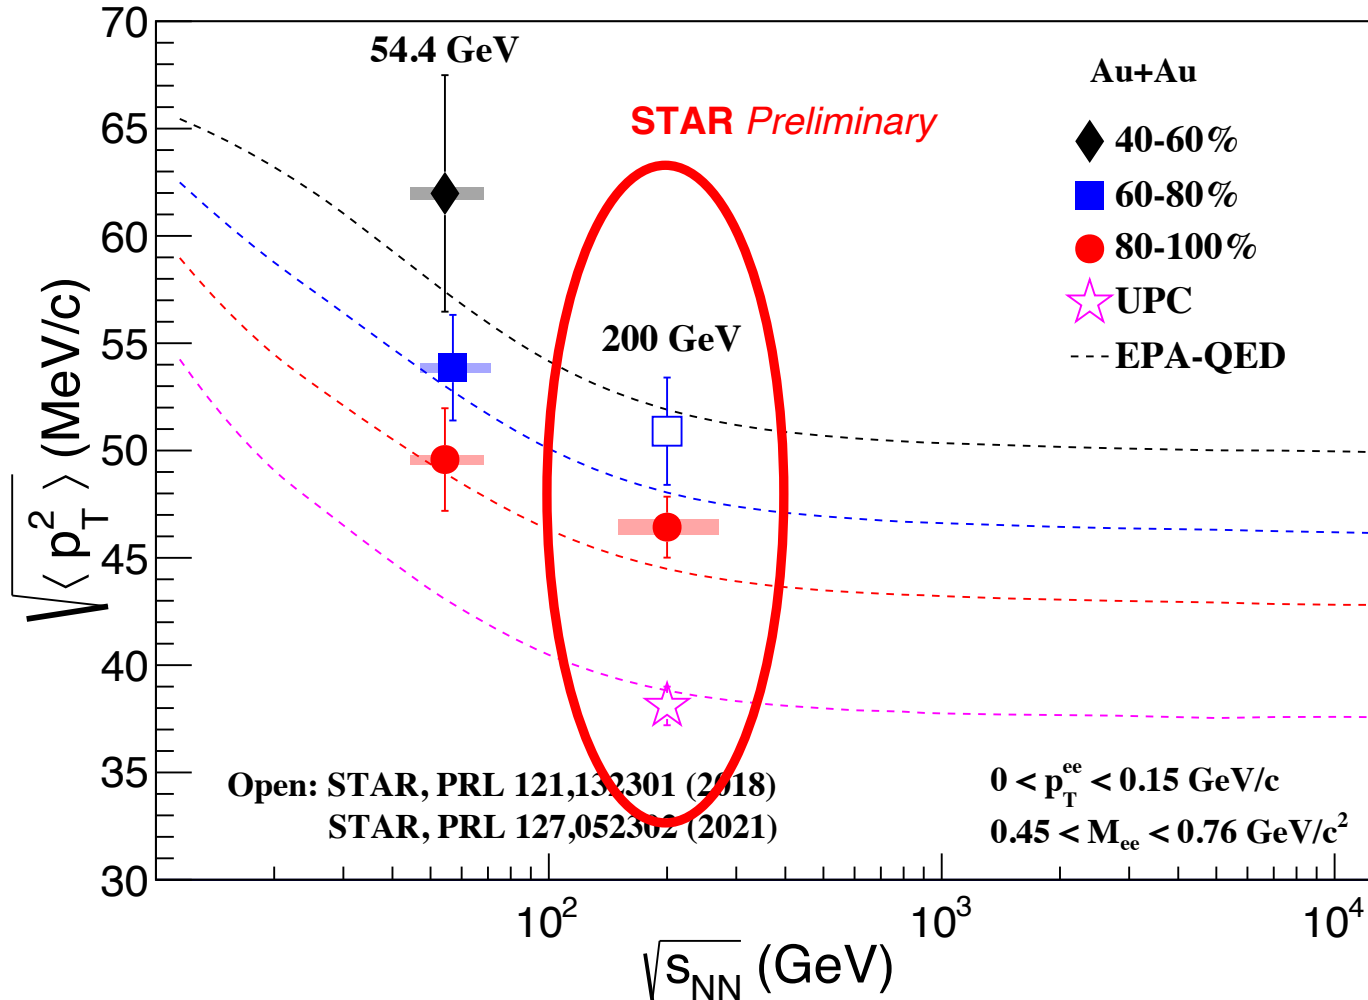 70
65
60
55
50
45
40
35
30
√⟨p_T^2⟩ (MeV/c)
54.4 GeV
STAR Preliminary
200 GeV
Au+Au
40-60%
60-80%
80-100%
UPC
EPA-QED
Open: STAR, PRL 121,132301 (2018)
STAR, PRL 127,052302 (2021)
0 < p_T^ee < 0.15 GeV/c
0.45 < M_ee < 0.76 GeV/c^2
10^2
10^3
10^4
√s_NN (GeV)